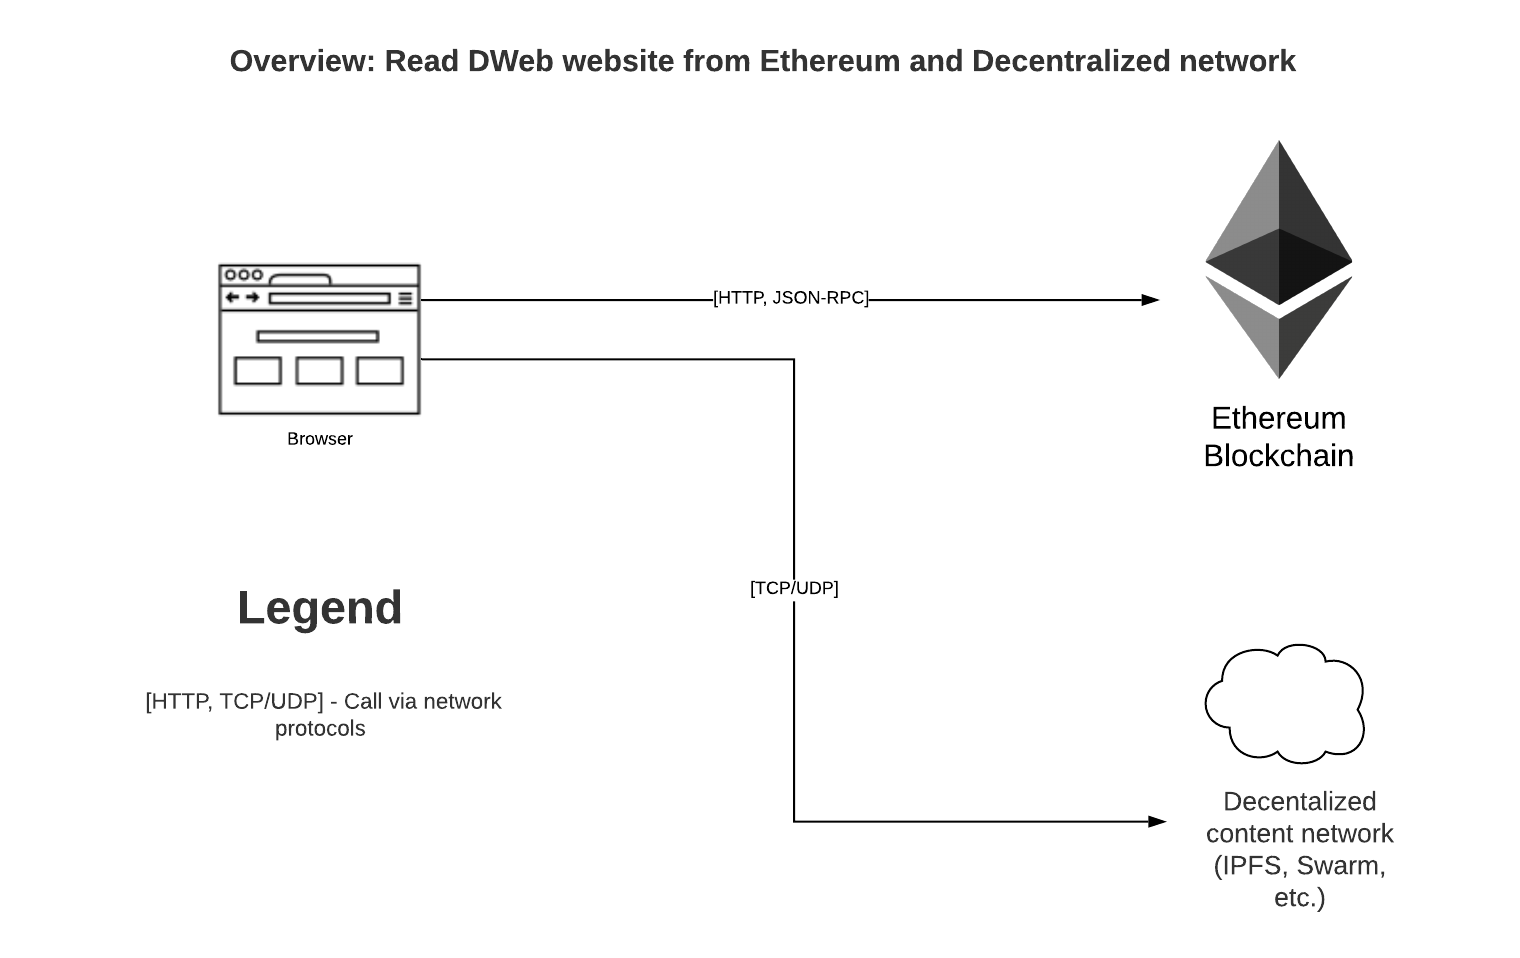 Overview: Read DWeb website from Ethereum and Decentralized network
[HTTP, JSON-RPC]
Ethereum
Blockchain
Browser
[TCP/UDP]
Legend
[HTTP, TCP/UDP] - Call via network
protocols
Decentalized
content network
(IPFS, Swarm,
etc.)